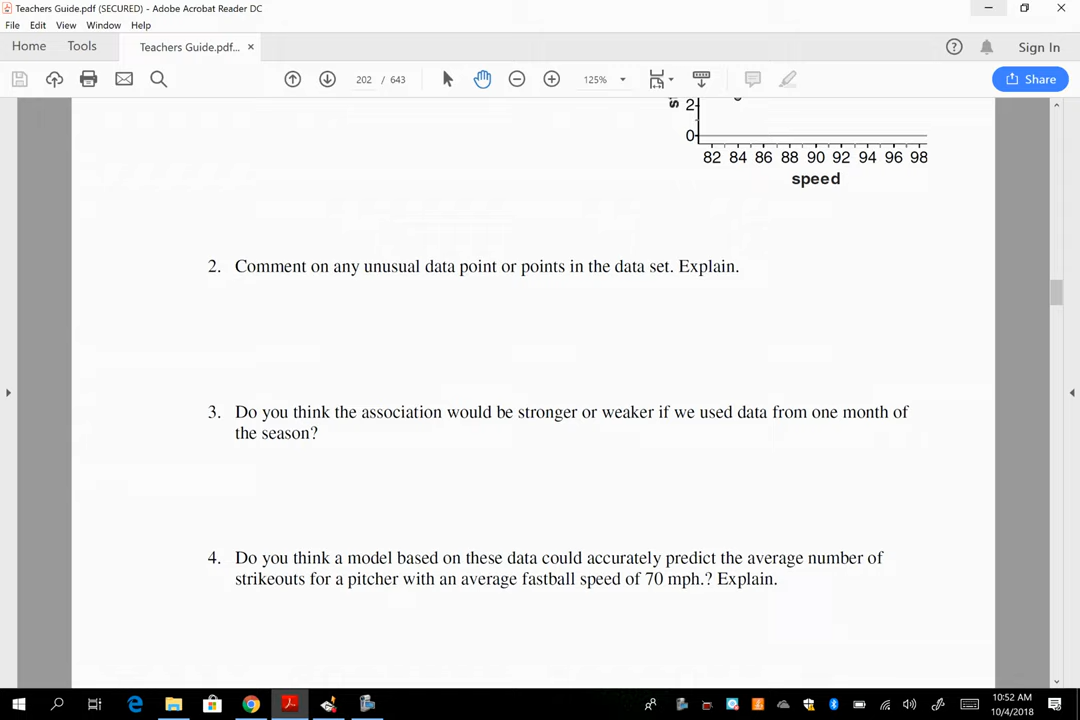 Teachers Guide.pdf (SECURED) - Adobe Acrobat Reader DC
File Edit View Window Help
Home Tools Teachers Guide.pdf... × Sign In
202 / 643 125% Share
2
0
82 84 86 88 90 92 94 96 98
speed
2. Comment on any unusual data point or points in the data set. Explain.
3. Do you think the association would be stronger or weaker if we used data from one month of
the season?
4. Do you think a model based on these data could accurately predict the average number of
strikeouts for a pitcher with an average fastball speed of 70 mph.? Explain.
10:52 AM
10/4/2018